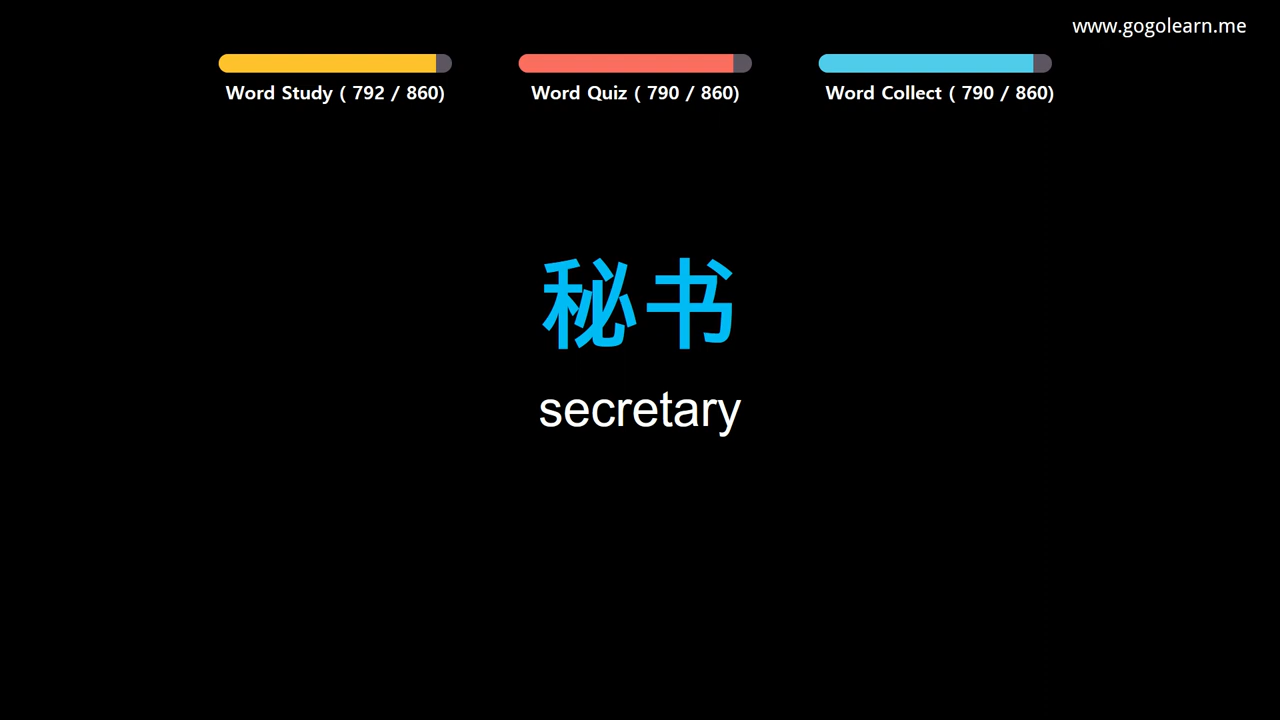 www.gogolearn.me
Word Study ( 792 / 860)
Word Quiz ( 790 / 860)
Word Collect ( 790 / 860)
秘书
secretary